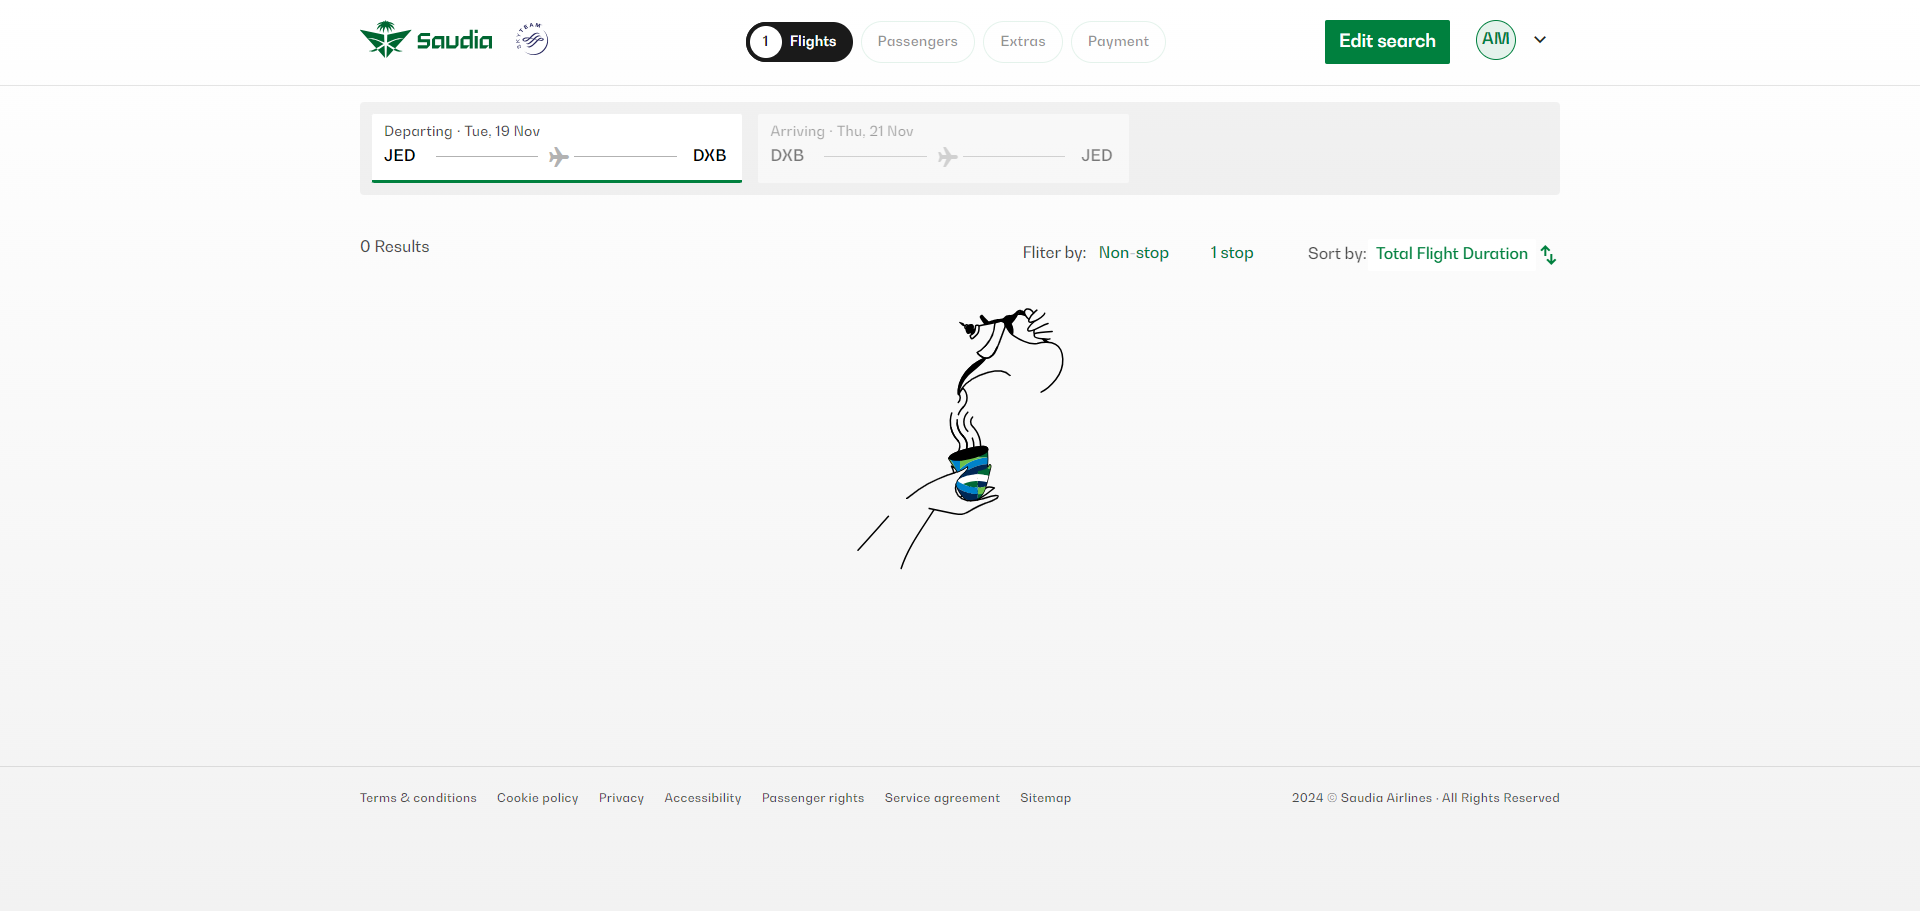 Saudia
SKYTEAM
1 Flights
Passengers
Extras
Payment
Edit search
AM
Departing · Tue, 19 Nov
JED DXB
Arriving · Thu, 21 Nov
DXB JED
0 Results
Fliter by: Non-stop 1 stop
Sort by: Total Flight Duration
Terms & conditions Cookie policy Privacy Accessibility Passenger rights Service agreement Sitemap
2024 © Saudia Airlines · All Rights Reserved